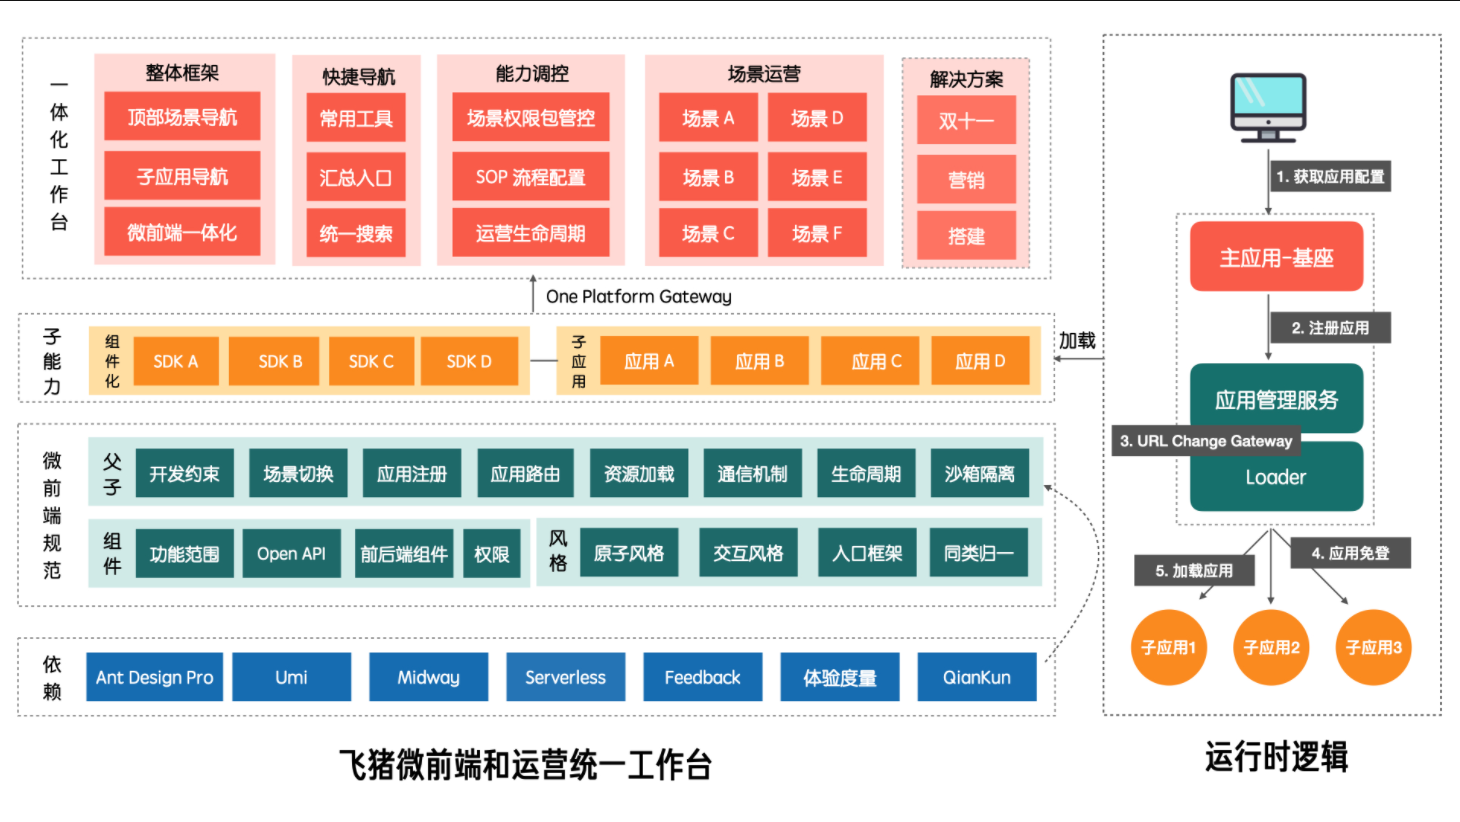 一体化工作台
整体框架
顶部场景导航
子应用导航
微前端一体化
快捷导航
常用工具
汇总入口
统一搜索
能力调控
场景权限包管控
SOP 流程配置
运营生命周期
场景运营
场景 A
场景 D
场景 B
场景 E
场景 C
场景 F
解决方案
双十一
营销
搭建
One Platform Gateway
子能力
组件化
SDK A
SDK B
SDK C
SDK D
子应用
应用 A
应用 B
应用 C
应用 D
加载
微前端规范
父子
开发约束
场景切换
应用注册
应用路由
资源加载
通信机制
生命周期
沙箱隔离
组件
功能范围
Open API
前后端组件
权限
风格
原子风格
交互风格
入口框架
同类归一
依赖
Ant Design Pro
Umi
Midway
Serverless
Feedback
体验度量
QianKun
飞猪微前端和运营统一工作台
1. 获取应用配置
主应用-基座
2. 注册应用
应用管理服务
3. URL Change Gateway
Loader
4. 应用免登
5. 加载应用
子应用1
子应用2
子应用3
运行时逻辑